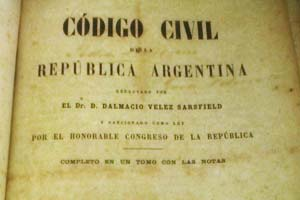 CÓDIGO CIVIL
DE LA
REPÚBLICA ARGENTINA
REDACTADO POR
EL Dr. D. DALMACIO VELEZ SARSFIELD
Y SANCIONADO COMO LEY
POR EL HONORABLE CONGRESO DE LA REPÚBLICA
COMPLETO EN UN TOMO CON LAS NOTAS